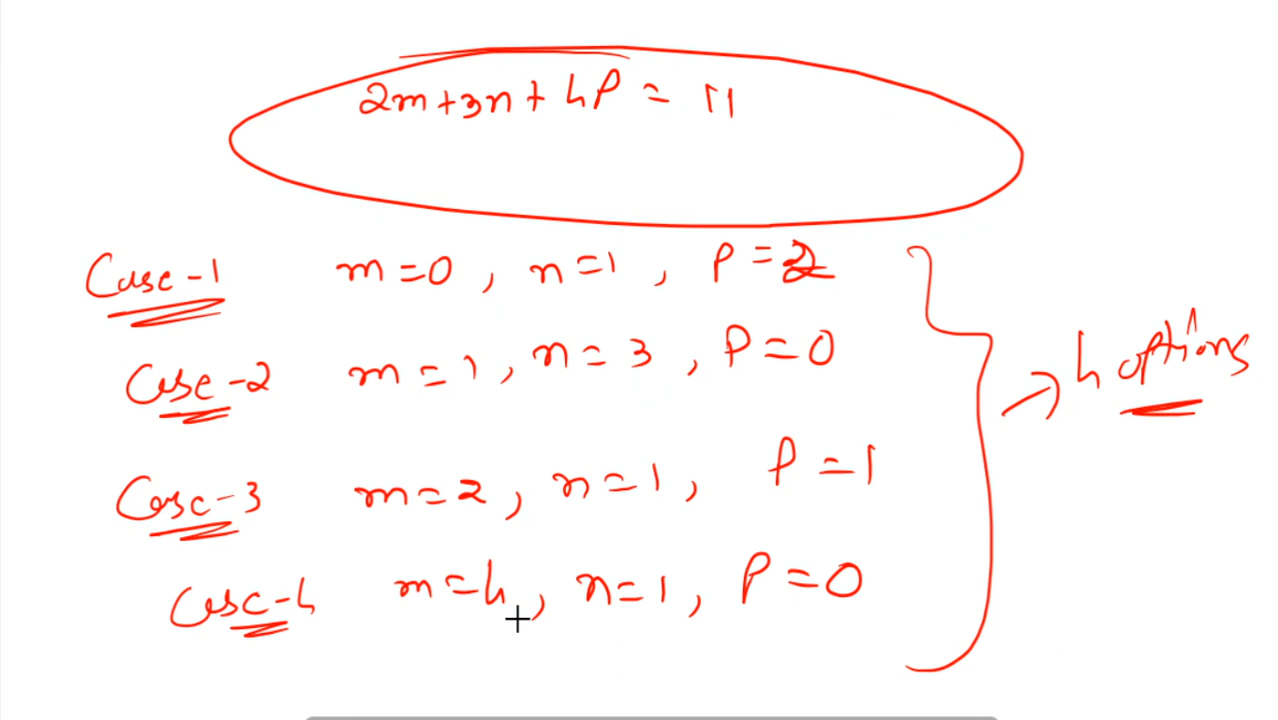 2m+3n+4P = 11
Case-1 m=0, n=1, P=2
Case-2 m=1, n=3, P=0
Case-3 m=2, n=1, P=1
Case-4 m=4, n=1, P=0
4 options